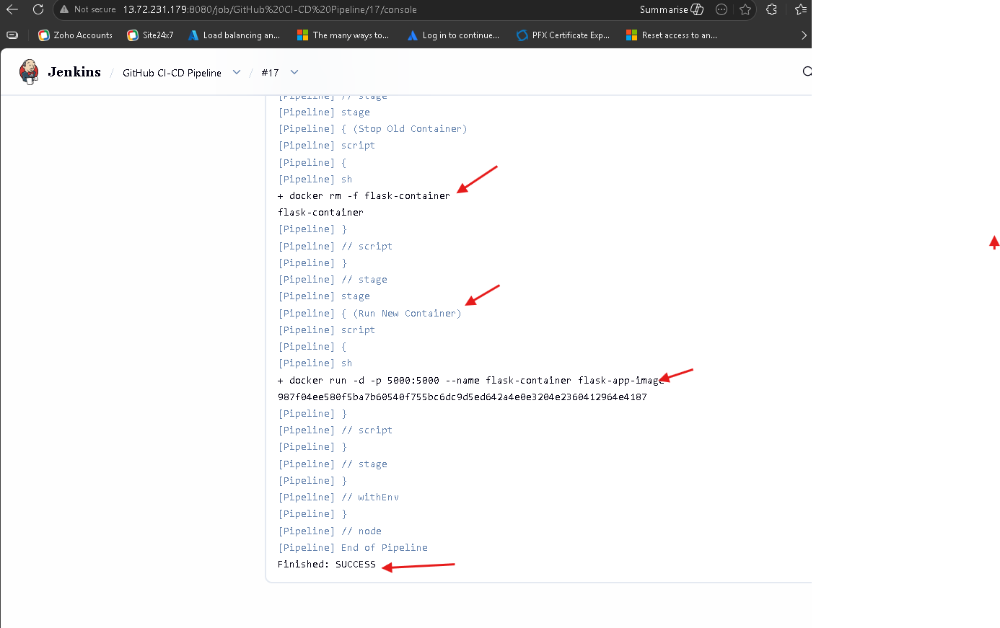 Not secure 13.72.231.179:8080/job/GitHub%20CI-CD%20Pipeline/17/console Summarise
Zoho Accounts Site24x7 Load balancing an... The many ways to... Log in to continue... PFX Certificate Exp... Reset access to an...
Jenkins / GitHub CI-CD Pipeline / #17
[Pipeline] // stage
[Pipeline] stage
[Pipeline] { (Stop Old Container)
[Pipeline] script
[Pipeline] {
[Pipeline] sh
+ docker rm -f flask-container
flask-container
[Pipeline] }
[Pipeline] // script
[Pipeline] }
[Pipeline] // stage
[Pipeline] stage
[Pipeline] { (Run New Container)
[Pipeline] script
[Pipeline] {
[Pipeline] sh
+ docker run -d -p 5000:5000 --name flask-container flask-app-image
987f04ee580f5ba7b60540f755bc6dc9d5ed642a4e0e3204e2360412964e4187
[Pipeline] }
[Pipeline] // script
[Pipeline] }
[Pipeline] // stage
[Pipeline] }
[Pipeline] // withEnv
[Pipeline] }
[Pipeline] // node
[Pipeline] End of Pipeline
Finished: SUCCESS